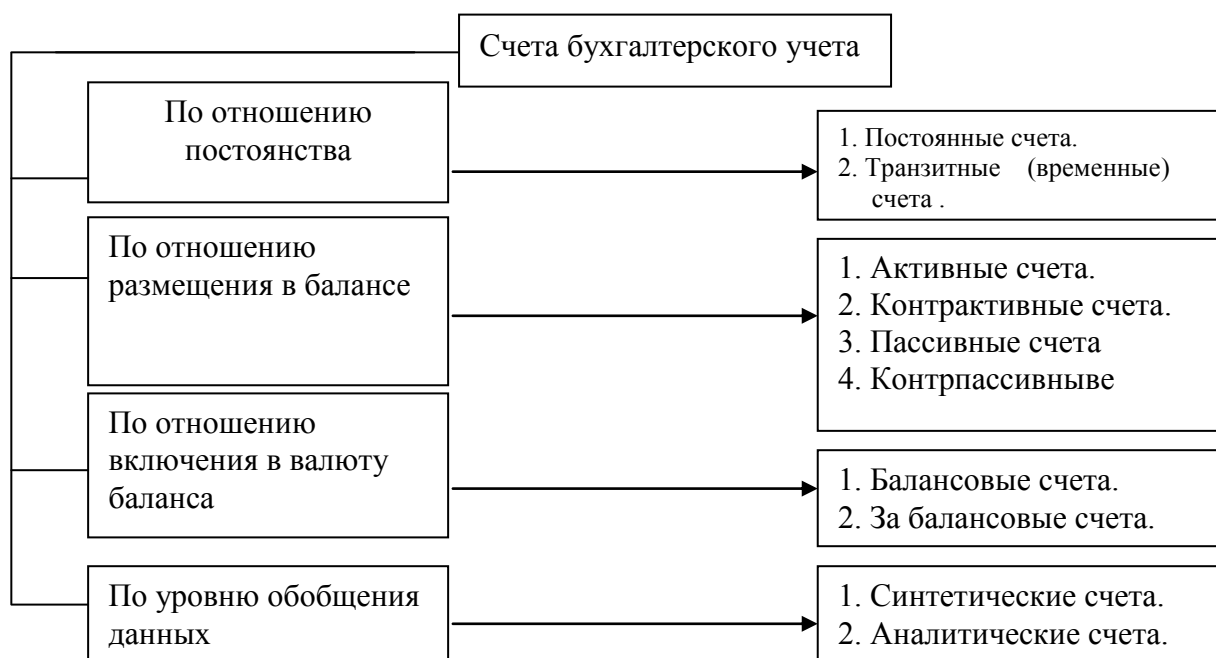 Счета бухгалтерского учета
По отношению
постоянства
1. Постоянные счета.
2. Транзитные (временные)
счета .
По отношению
размещения в балансе
1. Активные счета.
2. Контрактивные счета.
3. Пассивные счета
4. Контрпассивныве
По отношению
включения в валюту
баланса
1. Балансовые счета.
2. За балансовые счета.
По уровню обобщения
данных
1. Синтетические счета.
2. Аналитические счета.